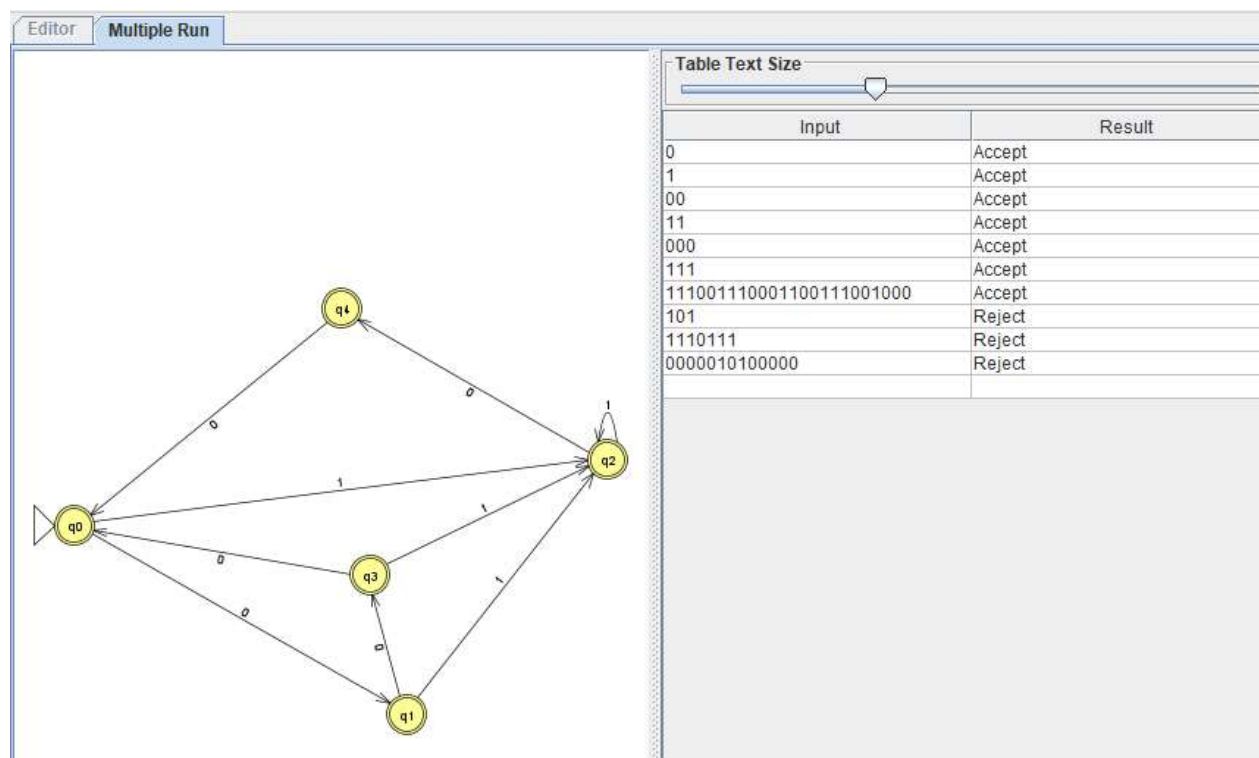 Editor
Multiple Run
Table Text Size
Input Result
0 Accept
1 Accept
00 Accept
11 Accept
000 Accept
111 Accept
111001110001100111001000 Accept
101 Reject
1110111 Reject
0000010100000 Reject
q4
0
0
1
q2
1
q0
1
0
q3
0
1
0
q1